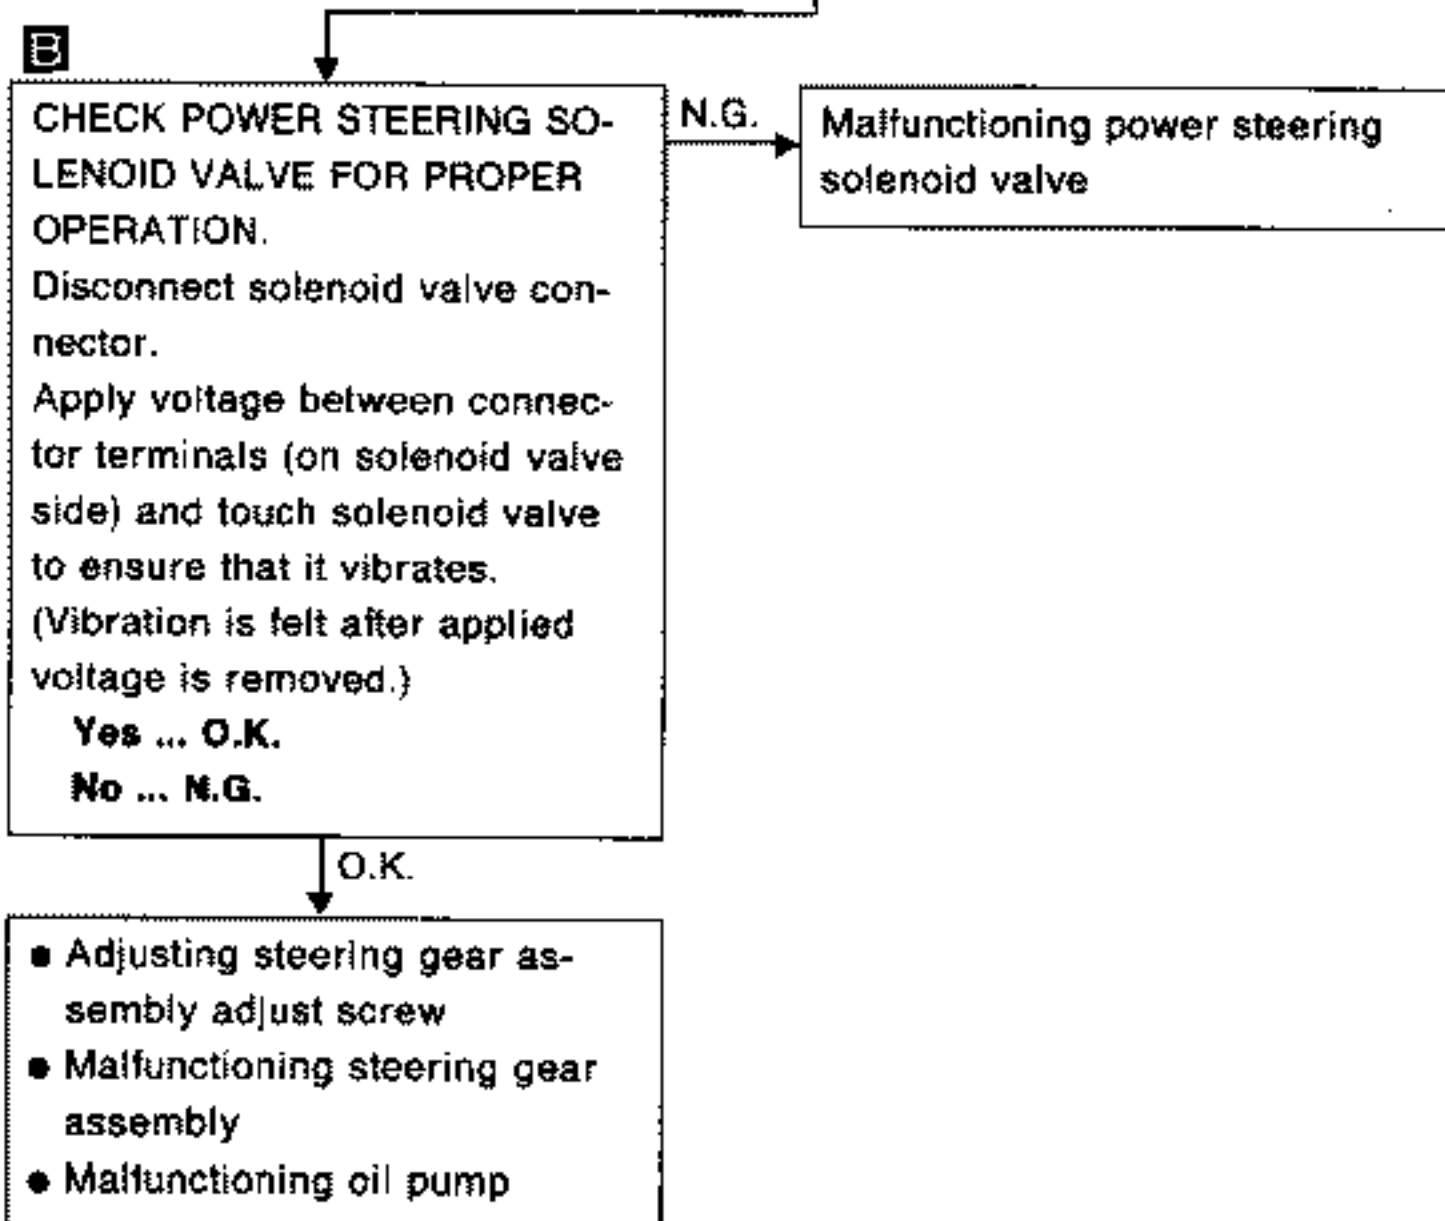 B
CHECK POWER STEERING SO-
LENOID VALVE FOR PROPER
OPERATION.
Disconnect solenoid valve con-
nector.
Apply voltage between connec-
tor terminals (on solenoid valve
side) and touch solenoid valve
to ensure that it vibrates.
(Vibration is felt after applied
voltage is removed.)
Yes ... O.K.
No ... N.G.
N.G.
Malfunctioning power steering
solenoid valve
O.K.
● Adjusting steering gear as-
sembly adjust screw
● Malfunctioning steering gear
assembly
● Malfunctioning oil pump